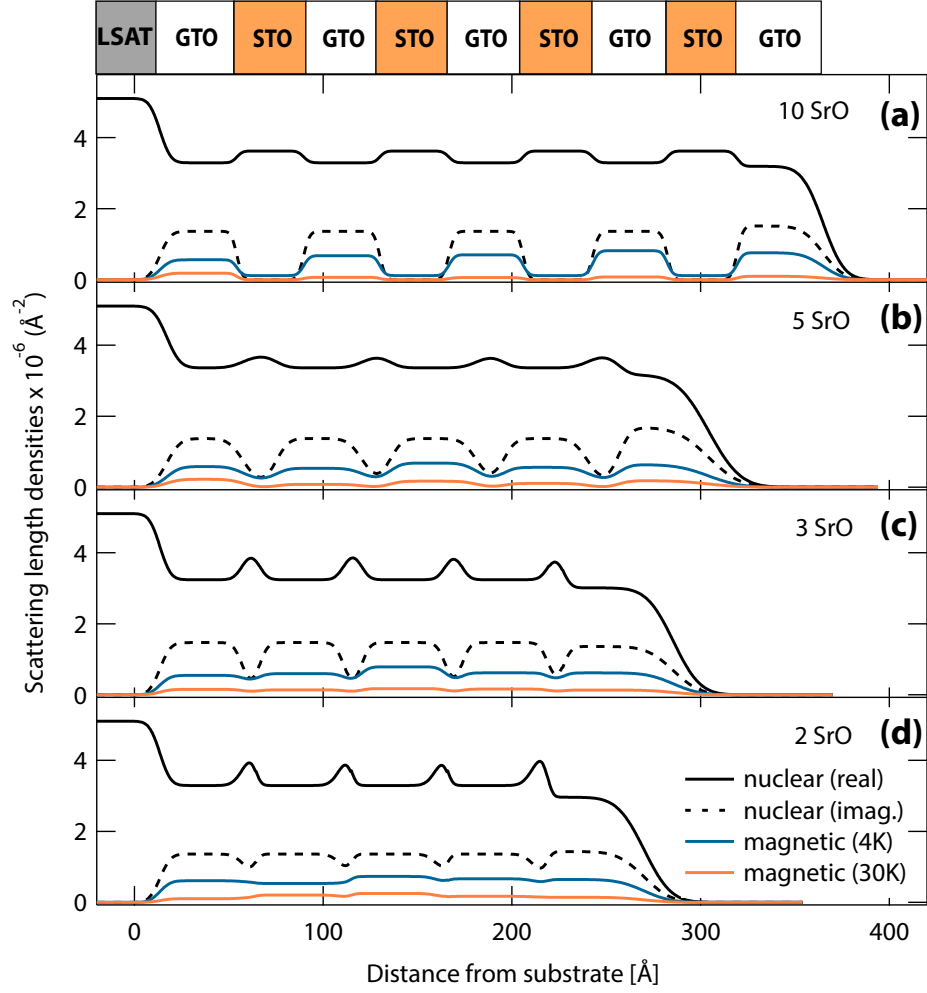 LSAT GTO STO GTO STO GTO STO GTO STO GTO
10 SrO (a)
4
2
0
5 SrO (b)
4
2
0
3 SrO (c)
4
2
0
2 SrO (d)
4
2
0
nuclear (real)
nuclear (imag.)
magnetic (4K)
magnetic (30K)
0 100 200 300 400
Distance from substrate [Å]
Scattering length densities x 10⁻⁶ (Å⁻²)